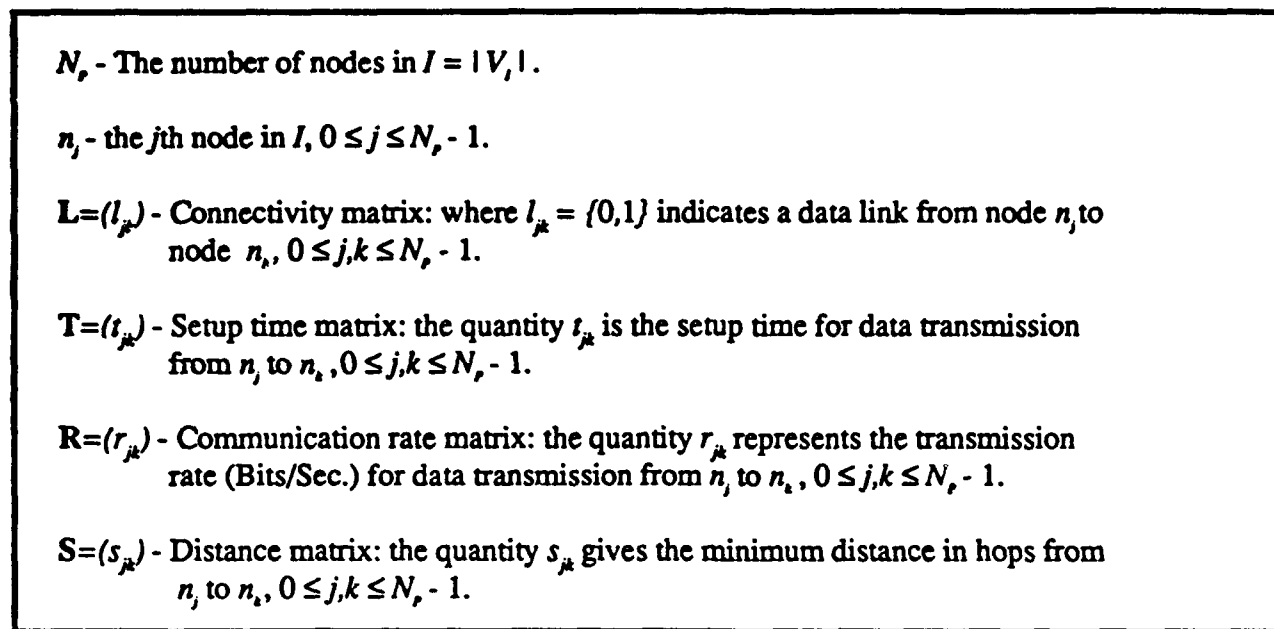 N_p - The number of nodes in I = | V_I | .
n_j - the jth node in I, 0 ≤ j ≤ N_p - 1.
L=(l_jk) - Connectivity matrix: where l_jk = {0,1} indicates a data link from node n_j to
node n_k, 0 ≤ j,k ≤ N_p - 1.
T=(t_jk) - Setup time matrix: the quantity t_jk is the setup time for data transmission
from n_j to n_k ,0 ≤ j,k ≤ N_p - 1.
R=(r_jk) - Communication rate matrix: the quantity r_jk represents the transmission
rate (Bits/Sec.) for data transmission from n_j to n_k , 0 ≤ j,k ≤ N_p - 1.
S=(s_jk) - Distance matrix: the quantity s_jk gives the minimum distance in hops from
n_j to n_k, 0 ≤ j,k ≤ N_p - 1.